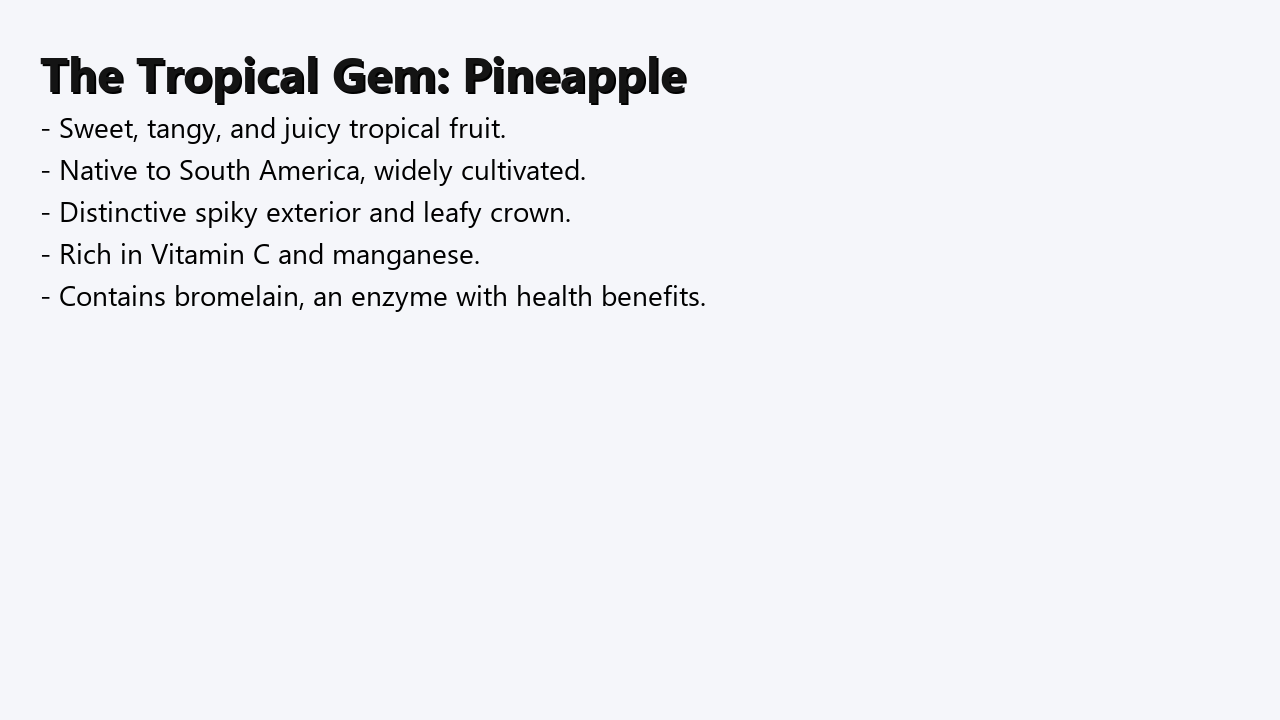 The Tropical Gem: Pineapple
- Sweet, tangy, and juicy tropical fruit.
- Native to South America, widely cultivated.
- Distinctive spiky exterior and leafy crown.
- Rich in Vitamin C and manganese.
- Contains bromelain, an enzyme with health benefits.